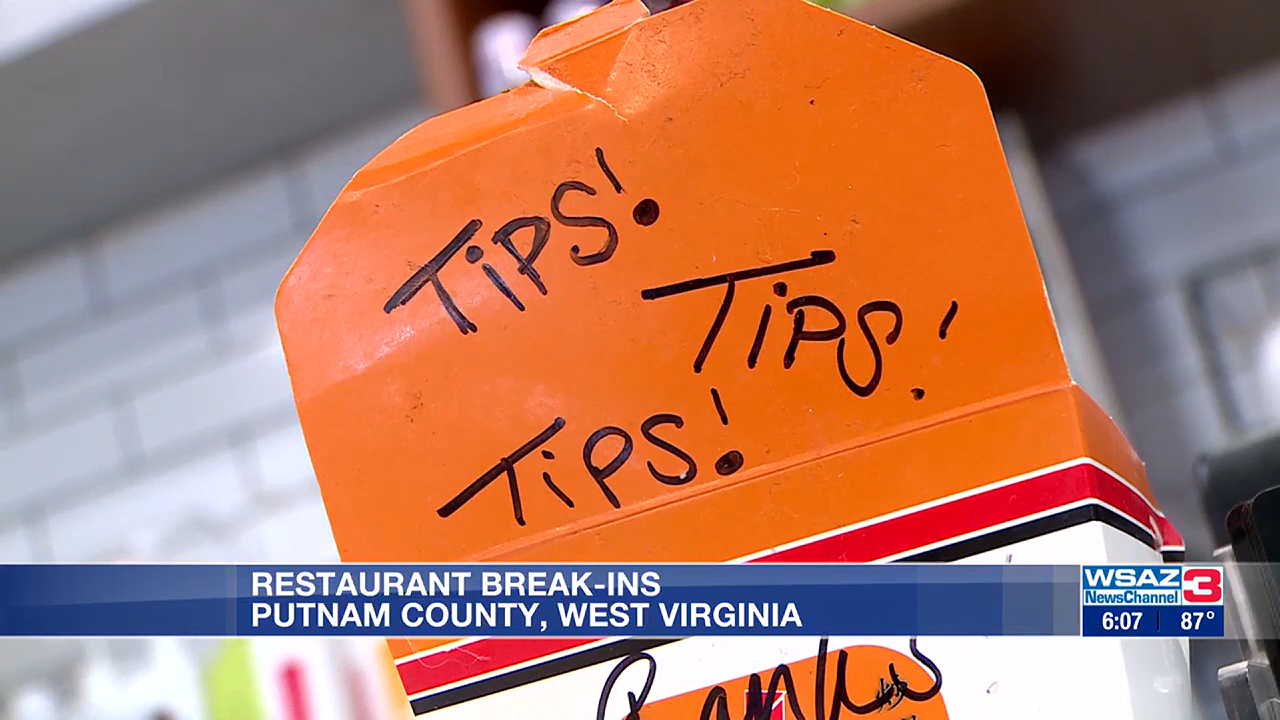 TiPS!
TiPS!
TiPS!
RESTAURANT BREAK-INS
PUTNAM COUNTY, WEST VIRGINIA
WSAZ 3
NewsChannel
6:07 87°